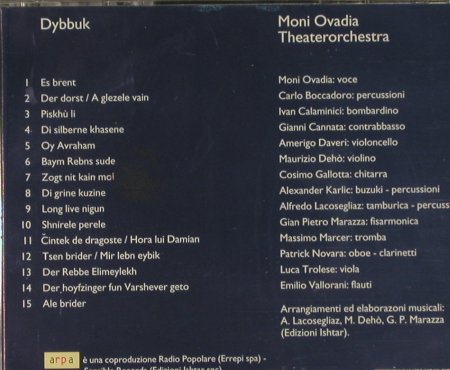 Dybbuk
1 Es brent
2 Der dorst / A glezele vain
3 Piskhù li
4 Di silberne khasene
5 Oy Avraham
6 Baym Rebns sude
7 Zogt nit kain mol
8 Di grine kuzine
9 Long live nigun
10 Shnirele perele
11 Čintek de dragoste / Hora lui Damian
12 Tsen brider / Mir lebn eybik
13 Der Rebbe Elimeylekh
14 Der hoyfzinger fun Varshever geto
15 Ale brider
Moni Ovadia
Theaterorchestra
Moni Ovadia: voce
Carlo Boccadoro: percussioni
Ivan Calaminici: bombardino
Gianni Cannata: contrabbasso
Amerigo Daveri: violoncello
Maurizio Dehò: violino
Cosimo Gallotta: chitarra
Alexander Karlic: buzuki - percussioni
Alfredo Lacosegliaz: tamburica - percuss
Gian Pietro Marazza: fisarmonica
Massimo Marcer: tromba
Patrick Novara: oboe - clarinetti
Luca Trolese: viola
Emilio Vallorani: flauti
Arrangiamenti ed elaborazoni musicali:
A. Lacosegliaz, M. Dehò, G. P. Marazza
(Edizioni Ishtar).
arpa è una coproduzione Radio Popolare (Errepi spa) -
Records (Edizioni Ishtar